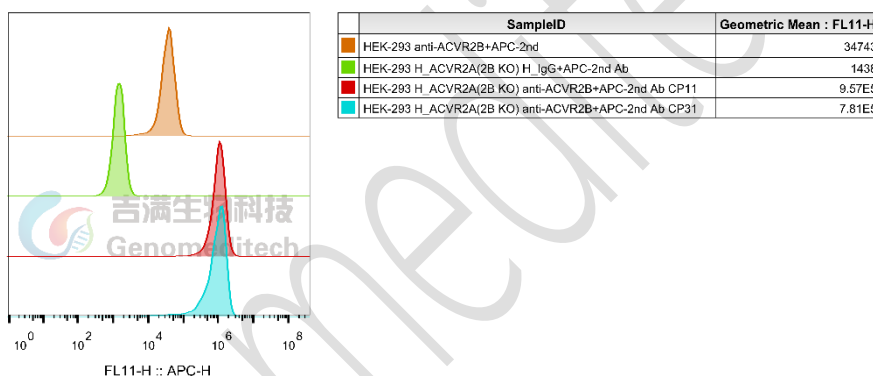 SampleID Geometric Mean : FL11-H
HEK-293 anti-ACVR2B+APC-2nd 34743
HEK-293 H_ACVR2A(2B KO) H_IgG+APC-2nd Ab 1438
HEK-293 H_ACVR2A(2B KO) anti-ACVR2B+APC-2nd Ab CP11 9.57E5
HEK-293 H_ACVR2A(2B KO) anti-ACVR2B+APC-2nd Ab CP31 7.81E5
吉满生物科技
Genomeditech
10^0 10^2 10^4 10^6 10^8
FL11-H :: APC-H